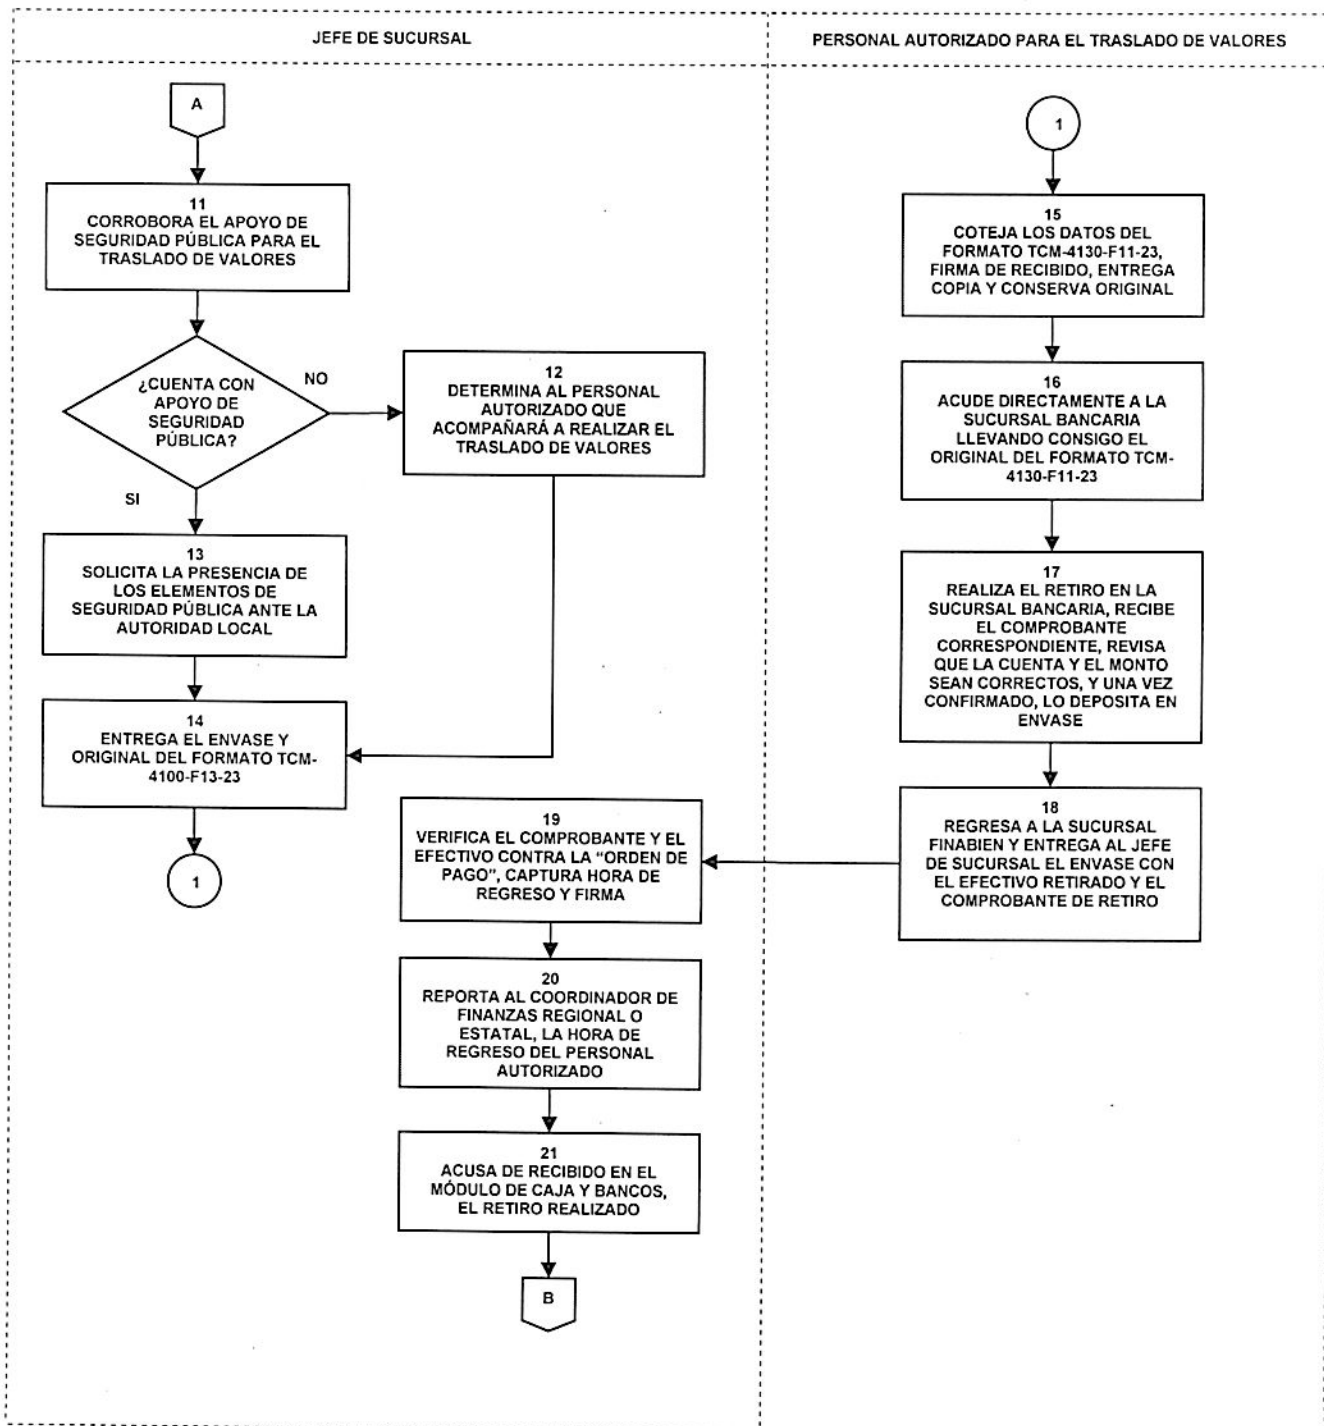 JEFE DE SUCURSAL
PERSONAL AUTORIZADO PARA EL TRASLADO DE VALORES
A
11
CORROBORA EL APOYO DE
SEGURIDAD PÚBLICA PARA EL
TRASLADO DE VALORES
¿CUENTA CON
APOYO DE
SEGURIDAD
PÚBLICA?
NO
SI
12
DETERMINA AL PERSONAL
AUTORIZADO QUE
ACOMPAÑARÁ A REALIZAR EL
TRASLADO DE VALORES
13
SOLICITA LA PRESENCIA DE
LOS ELEMENTOS DE
SEGURIDAD PÚBLICA ANTE LA
AUTORIDAD LOCAL
14
ENTREGA EL ENVASE Y
ORIGINAL DEL FORMATO TCM-
4100-F13-23
1
1
15
COTEJA LOS DATOS DEL
FORMATO TCM-4130-F11-23,
FIRMA DE RECIBIDO, ENTREGA
COPIA Y CONSERVA ORIGINAL
16
ACUDE DIRECTAMENTE A LA
SUCURSAL BANCARIA
LLEVANDO CONSIGO EL
ORIGINAL DEL FORMATO TCM-
4130-F11-23
17
REALIZA EL RETIRO EN LA
SUCURSAL BANCARIA, RECIBE
EL COMPROBANTE
CORRESPONDIENTE, REVISA
QUE LA CUENTA Y EL MONTO
SEAN CORRECTOS, Y UNA VEZ
CONFIRMADO, LO DEPOSITA EN
ENVASE
18
REGRESA A LA SUCURSAL
FINABIEN Y ENTREGA AL JEFE
DE SUCURSAL EL ENVASE CON
EL EFECTIVO RETIRADO Y EL
COMPROBANTE DE RETIRO
19
VERIFICA EL COMPROBANTE Y EL
EFECTIVO CONTRA LA “ORDEN DE
PAGO”, CAPTURA HORA DE
REGRESO Y FIRMA
20
REPORTA AL COORDINADOR DE
FINANZAS REGIONAL O
ESTATAL, LA HORA DE
REGRESO DEL PERSONAL
AUTORIZADO
21
ACUSA DE RECIBIDO EN EL
MÓDULO DE CAJA Y BANCOS,
EL RETIRO REALIZADO
B